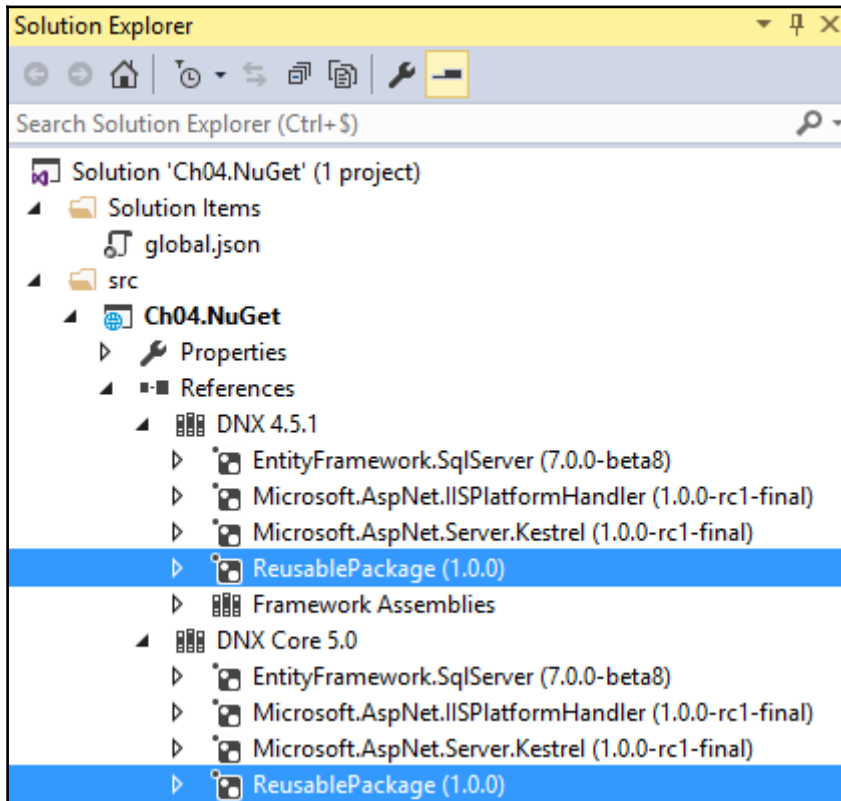 Solution Explorer
Search Solution Explorer (Ctrl+$)
Solution 'Ch04.NuGet' (1 project)
Solution Items
global.json
src
Ch04.NuGet
Properties
References
DNX 4.5.1
EntityFramework.SqlServer (7.0.0-beta8)
Microsoft.AspNet.IISPlatformHandler (1.0.0-rc1-final)
Microsoft.AspNet.Server.Kestrel (1.0.0-rc1-final)
ReusablePackage (1.0.0)
Framework Assemblies
DNX Core 5.0
EntityFramework.SqlServer (7.0.0-beta8)
Microsoft.AspNet.IISPlatformHandler (1.0.0-rc1-final)
Microsoft.AspNet.Server.Kestrel (1.0.0-rc1-final)
ReusablePackage (1.0.0)